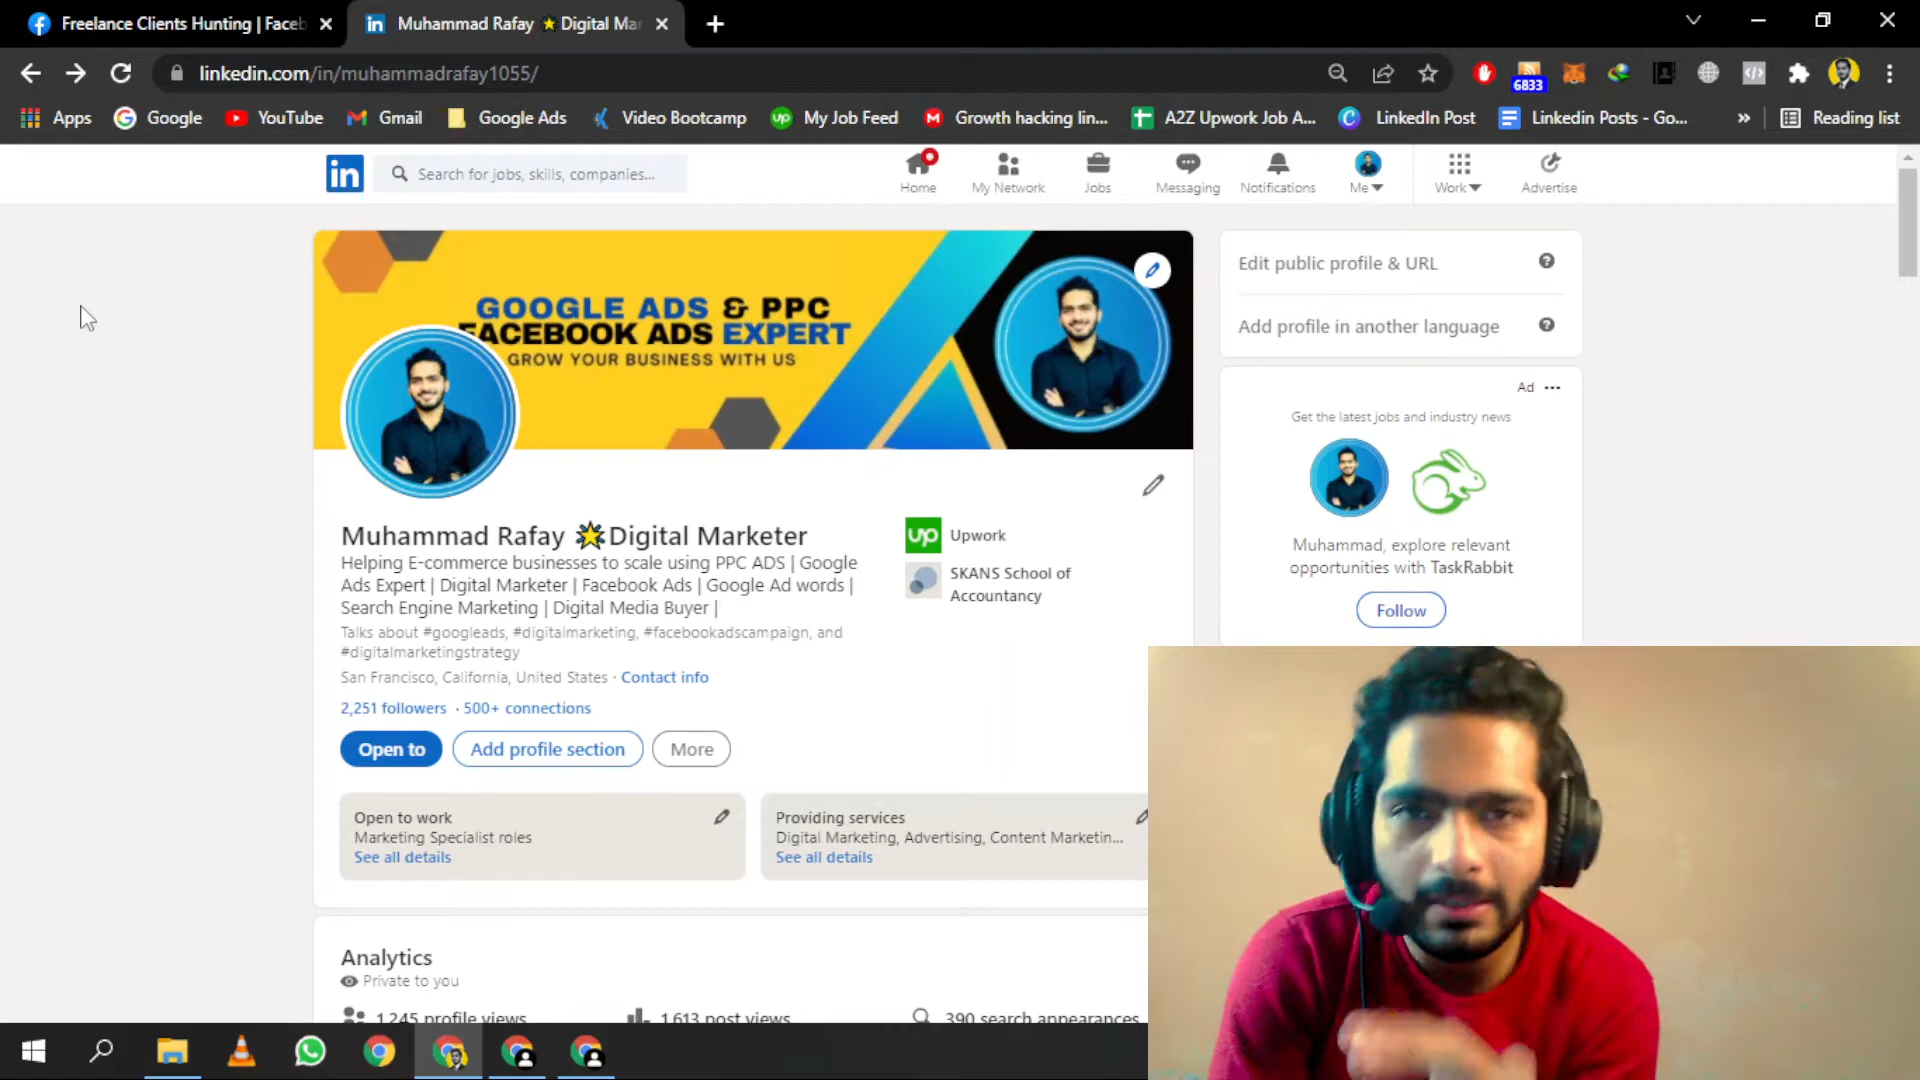 Freelance Clients Hunting | Faceb
Muhammad Rafay 🌟Digital Mar
linkedin.com/in/muhammadrafay1055/
6833
Apps
Google
YouTube
Gmail
Google Ads
Video Bootcamp
My Job Feed
Growth hacking lin...
A2Z Upwork Job A...
LinkedIn Post
Linkedin Posts - Go...
»
Reading list
in
Search for jobs, skills, companies...
Home
My Network
Jobs
Messaging
Notifications
Me
Work
Advertise
GOOGLE ADS & PPC
FACEBOOK ADS EXPERT
GROW YOUR BUSINESS WITH US
Muhammad Rafay 🌟Digital Marketer
Helping E-commerce businesses to scale using PPC ADS | Google
Ads Expert | Digital Marketer | Facebook Ads | Google Ad words |
Search Engine Marketing | Digital Media Buyer |
Talks about #googleads, #digitalmarketing, #facebookadscampaign, and
#digitalmarketingstrategy
San Francisco, California, United States · Contact info
2,251 followers · 500+ connections
Open to
Add profile section
More
up Upwork
SKANS School of
Accountancy
Open to work
Marketing Specialist roles
See all details
Providing services
Digital Marketing, Advertising, Content Marketin...
See all details
Analytics
Private to you
1,245 profile views
1,613 post views
390 search appearances
Edit public profile & URL
Add profile in another language
Ad
Get the latest jobs and industry news
Muhammad, explore relevant
opportunities with TaskRabbit
Follow